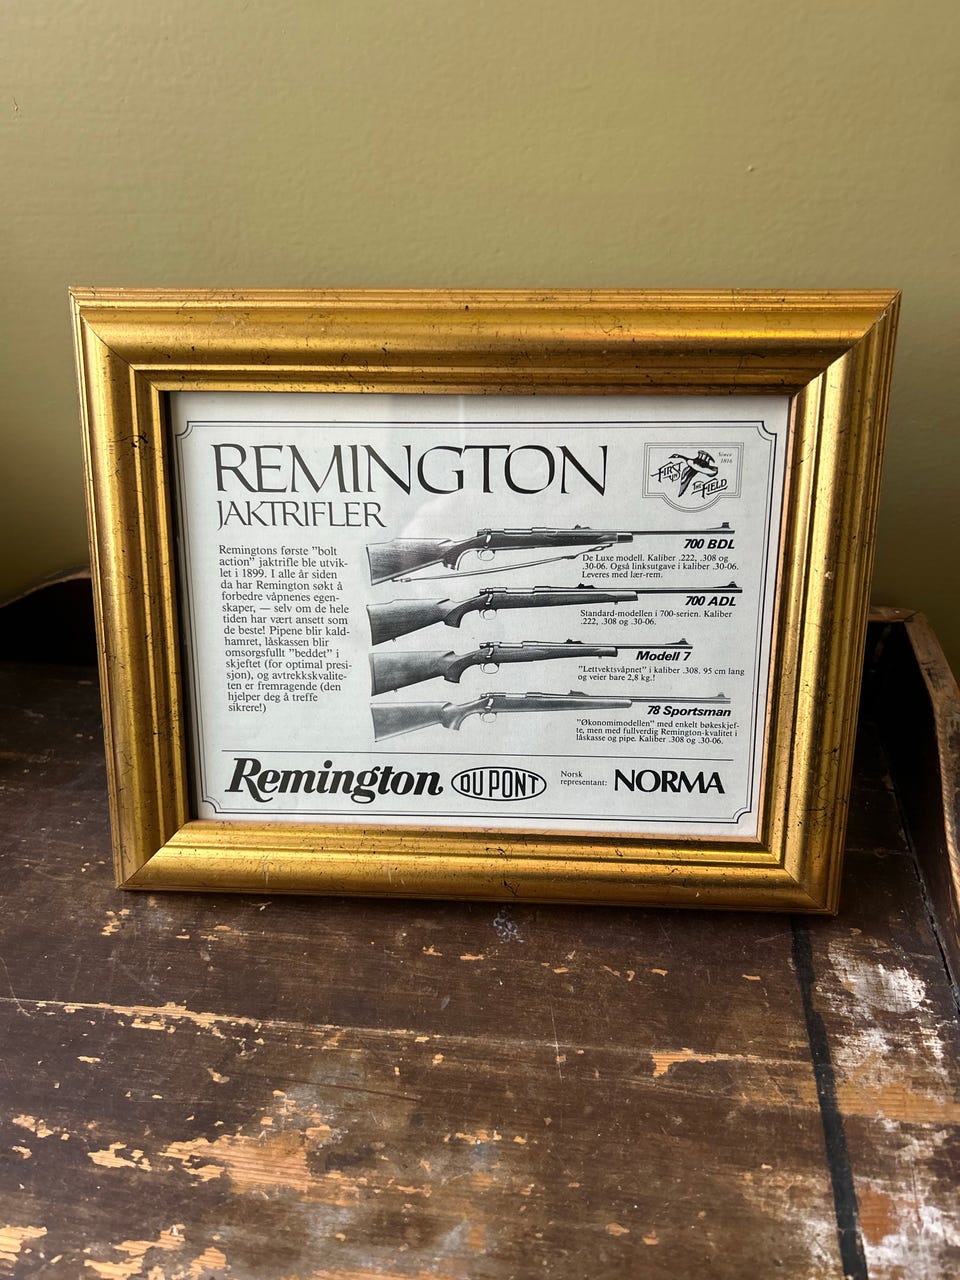 REMINGTON
JAKTRIFLER
Since
1816
FIRST
IN
THE
FIELD
Remingtons første ”bolt
action” jaktrifle ble utvik-
let i 1899. I alle år siden
da har Remington søkt å
forbedre våpnenes egen-
skaper, — selv om de hele
tiden har vært ansett som
de beste! Pipene blir kald-
hamret, låskassen blir
omsorgsfullt ”beddet” i
skjeftet (for optimal presi-
sjon), og avtrekkskvalite-
ten er fremragende (den
hjelper deg å treffe
sikrere!)
700 BDL
De Luxe modell. Kaliber .222, .308 og
.30-06. Også linksutgave i kaliber .30-06.
Leveres med lær-rem.
700 ADL
Standard-modellen i 700-serien. Kaliber
.222, .308 og .30-06.
Modell 7
”Lettvektsvåpnet” i kaliber .308. 95 cm lang
og veier bare 2,8 kg.!
78 Sportsman
”Økonomimodellen” med enkelt bøkeskjef-
te, men med fullverdig Remington-kvalitet i
låskasse og pipe. Kaliber .308 og .30-06.
Remington
DU PONT
Norsk
representant:
NORMA